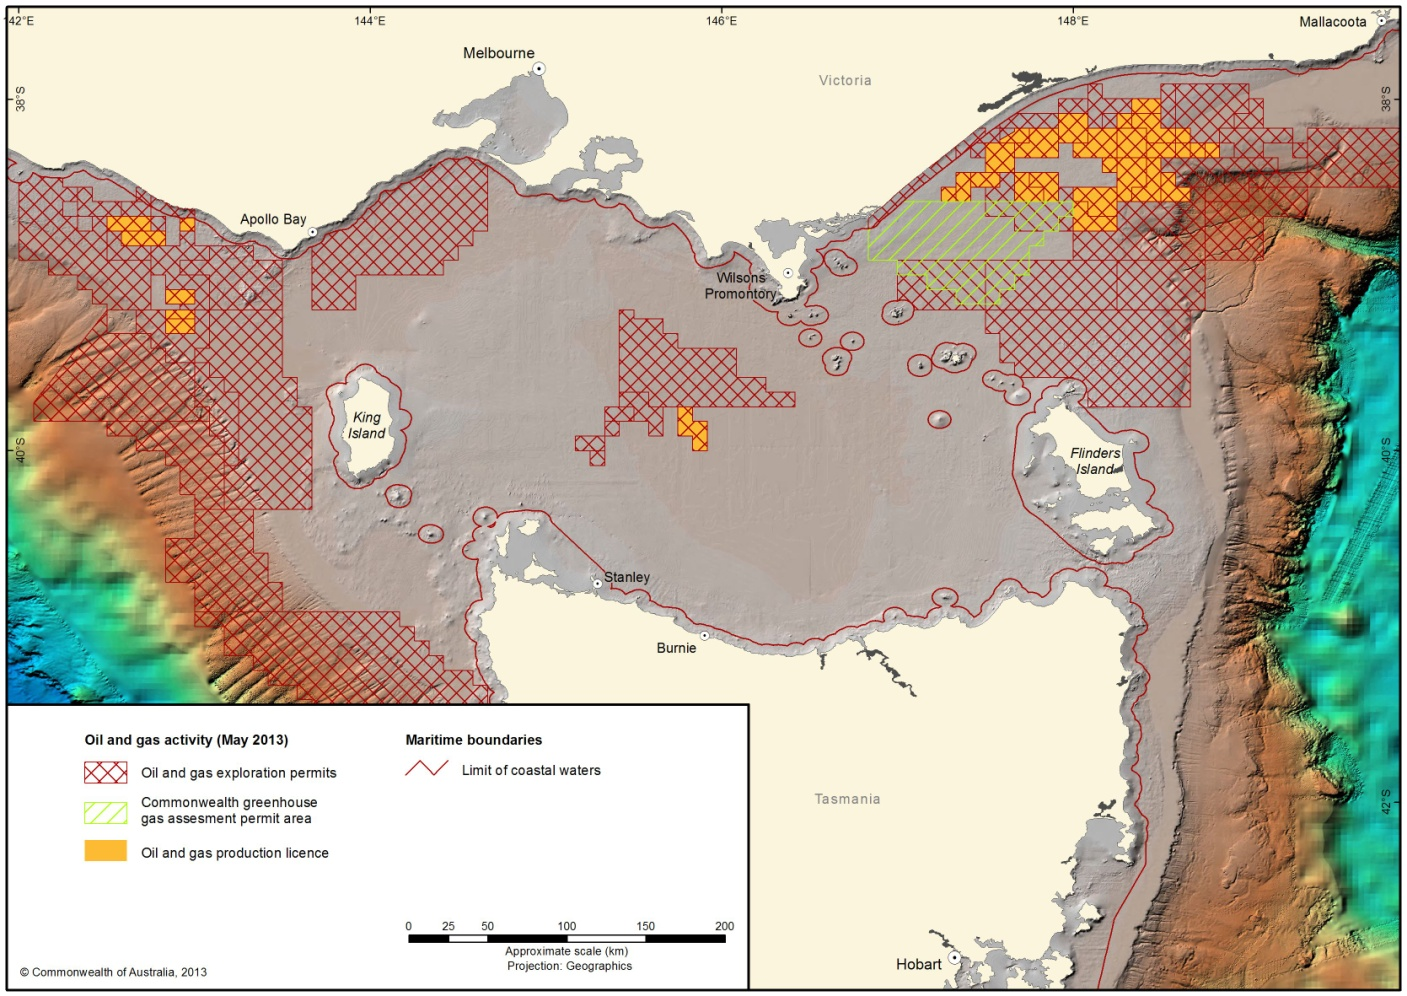 142°E
144°E
146°E
148°E
Mallacoota
Melbourne
Victoria
38°S
38°S
Apollo Bay
Wilsons
Promontory
King
Island
40°S
40°S
Flinders
Island
Stanley
Burnie
Oil and gas activity (May 2013)
Oil and gas exploration permits
Commonwealth greenhouse
gas assesment permit area
Oil and gas production licence
Maritime boundaries
Limit of coastal waters
Tasmania
42°S
0 25 50 100 150 200
Approximate scale (km)
Projection: Geographics
Hobart
© Commonwealth of Australia, 2013